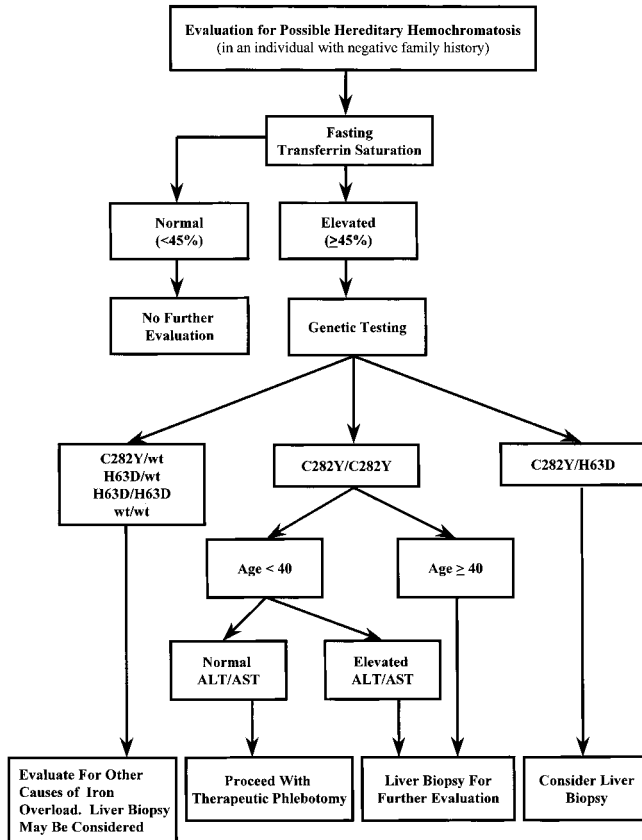 Evaluation for Possible Hereditary Hemochromatosis
(in an individual with negative family history)
Fasting
Transferrin Saturation
Normal
(<45%)
Elevated
(≥45%)
No Further
Evaluation
Genetic Testing
C282Y/wt
H63D/wt
H63D/H63D
wt/wt
C282Y/C282Y
C282Y/H63D
Age < 40
Age ≥ 40
Normal
ALT/AST
Elevated
ALT/AST
Evaluate For Other
Causes of Iron
Overload. Liver Biopsy
May Be Considered
Proceed With
Therapeutic Phlebotomy
Liver Biopsy For
Further Evaluation
Consider Liver
Biopsy